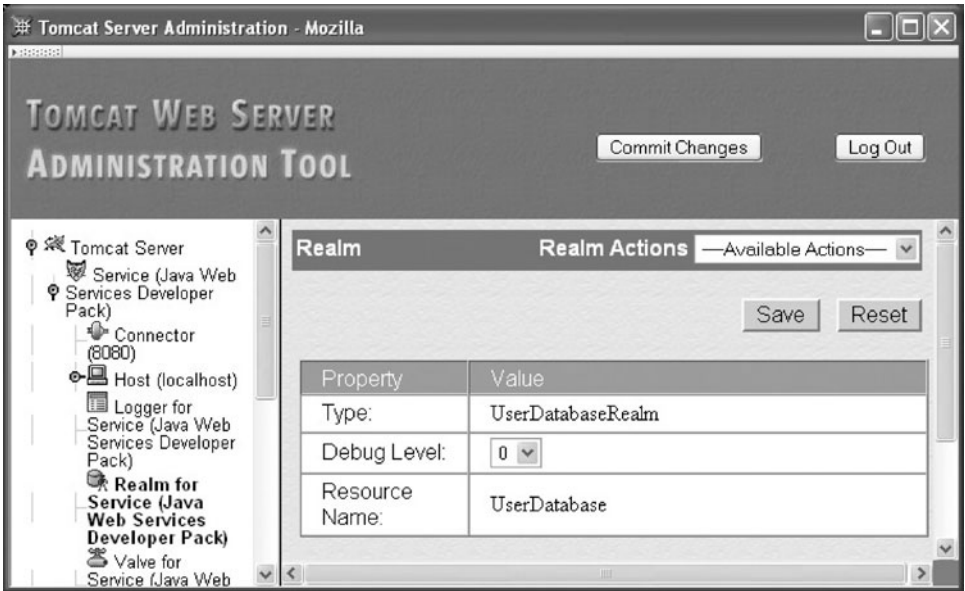 Tomcat Server Administration - Mozilla
TOMCAT WEB SERVER
ADMINISTRATION TOOL
Commit Changes
Log Out
Tomcat Server
Service (Java Web
Services Developer
Pack)
Connector
(8080)
Host (localhost)
Logger for
Service (Java Web
Services Developer
Pack)
Realm for
Service (Java
Web Services
Developer Pack)
Valve for
Service (Java Web
Realm
Realm Actions
—Available Actions—
Save
Reset
Property Value
Type: UserDatabaseRealm
Debug Level: 0
Resource
Name:
UserDatabase